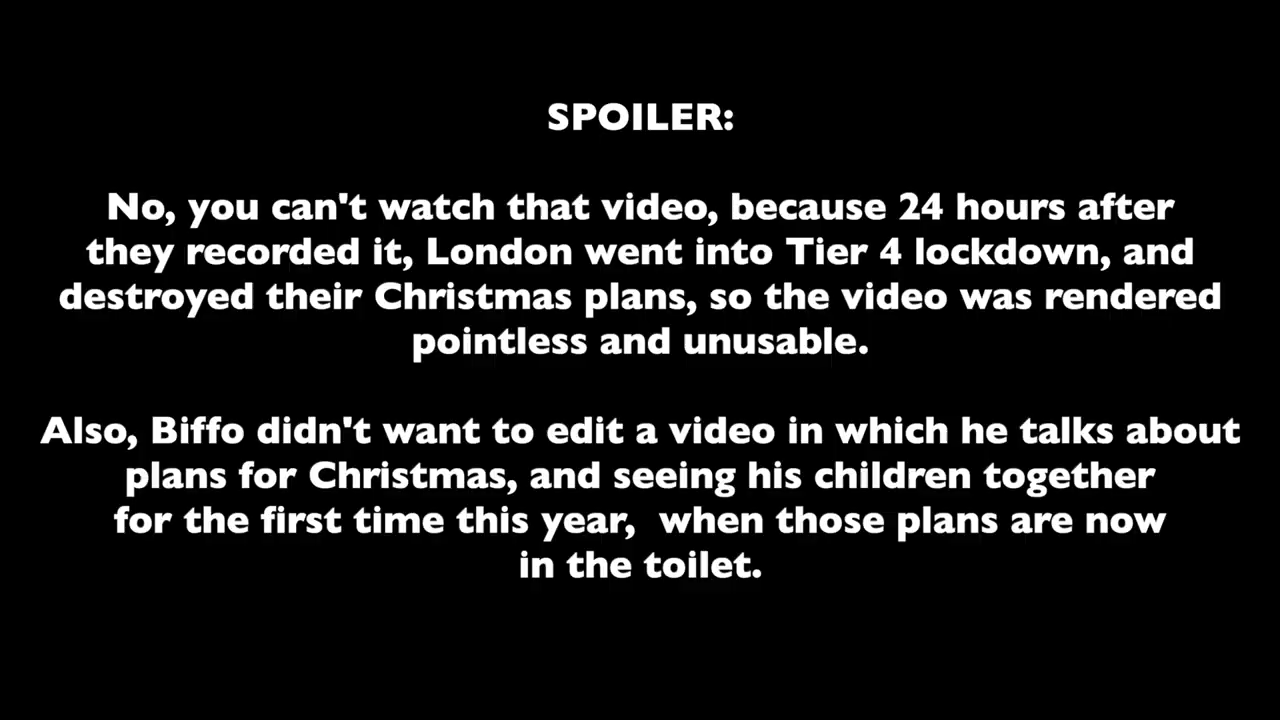 SPOILER:
No, you can't watch that video, because 24 hours after
they recorded it, London went into Tier 4 lockdown, and
destroyed their Christmas plans, so the video was rendered
pointless and unusable.
Also, Biffo didn't want to edit a video in which he talks about
plans for Christmas, and seeing his children together
for the first time this year,  when those plans are now
in the toilet.